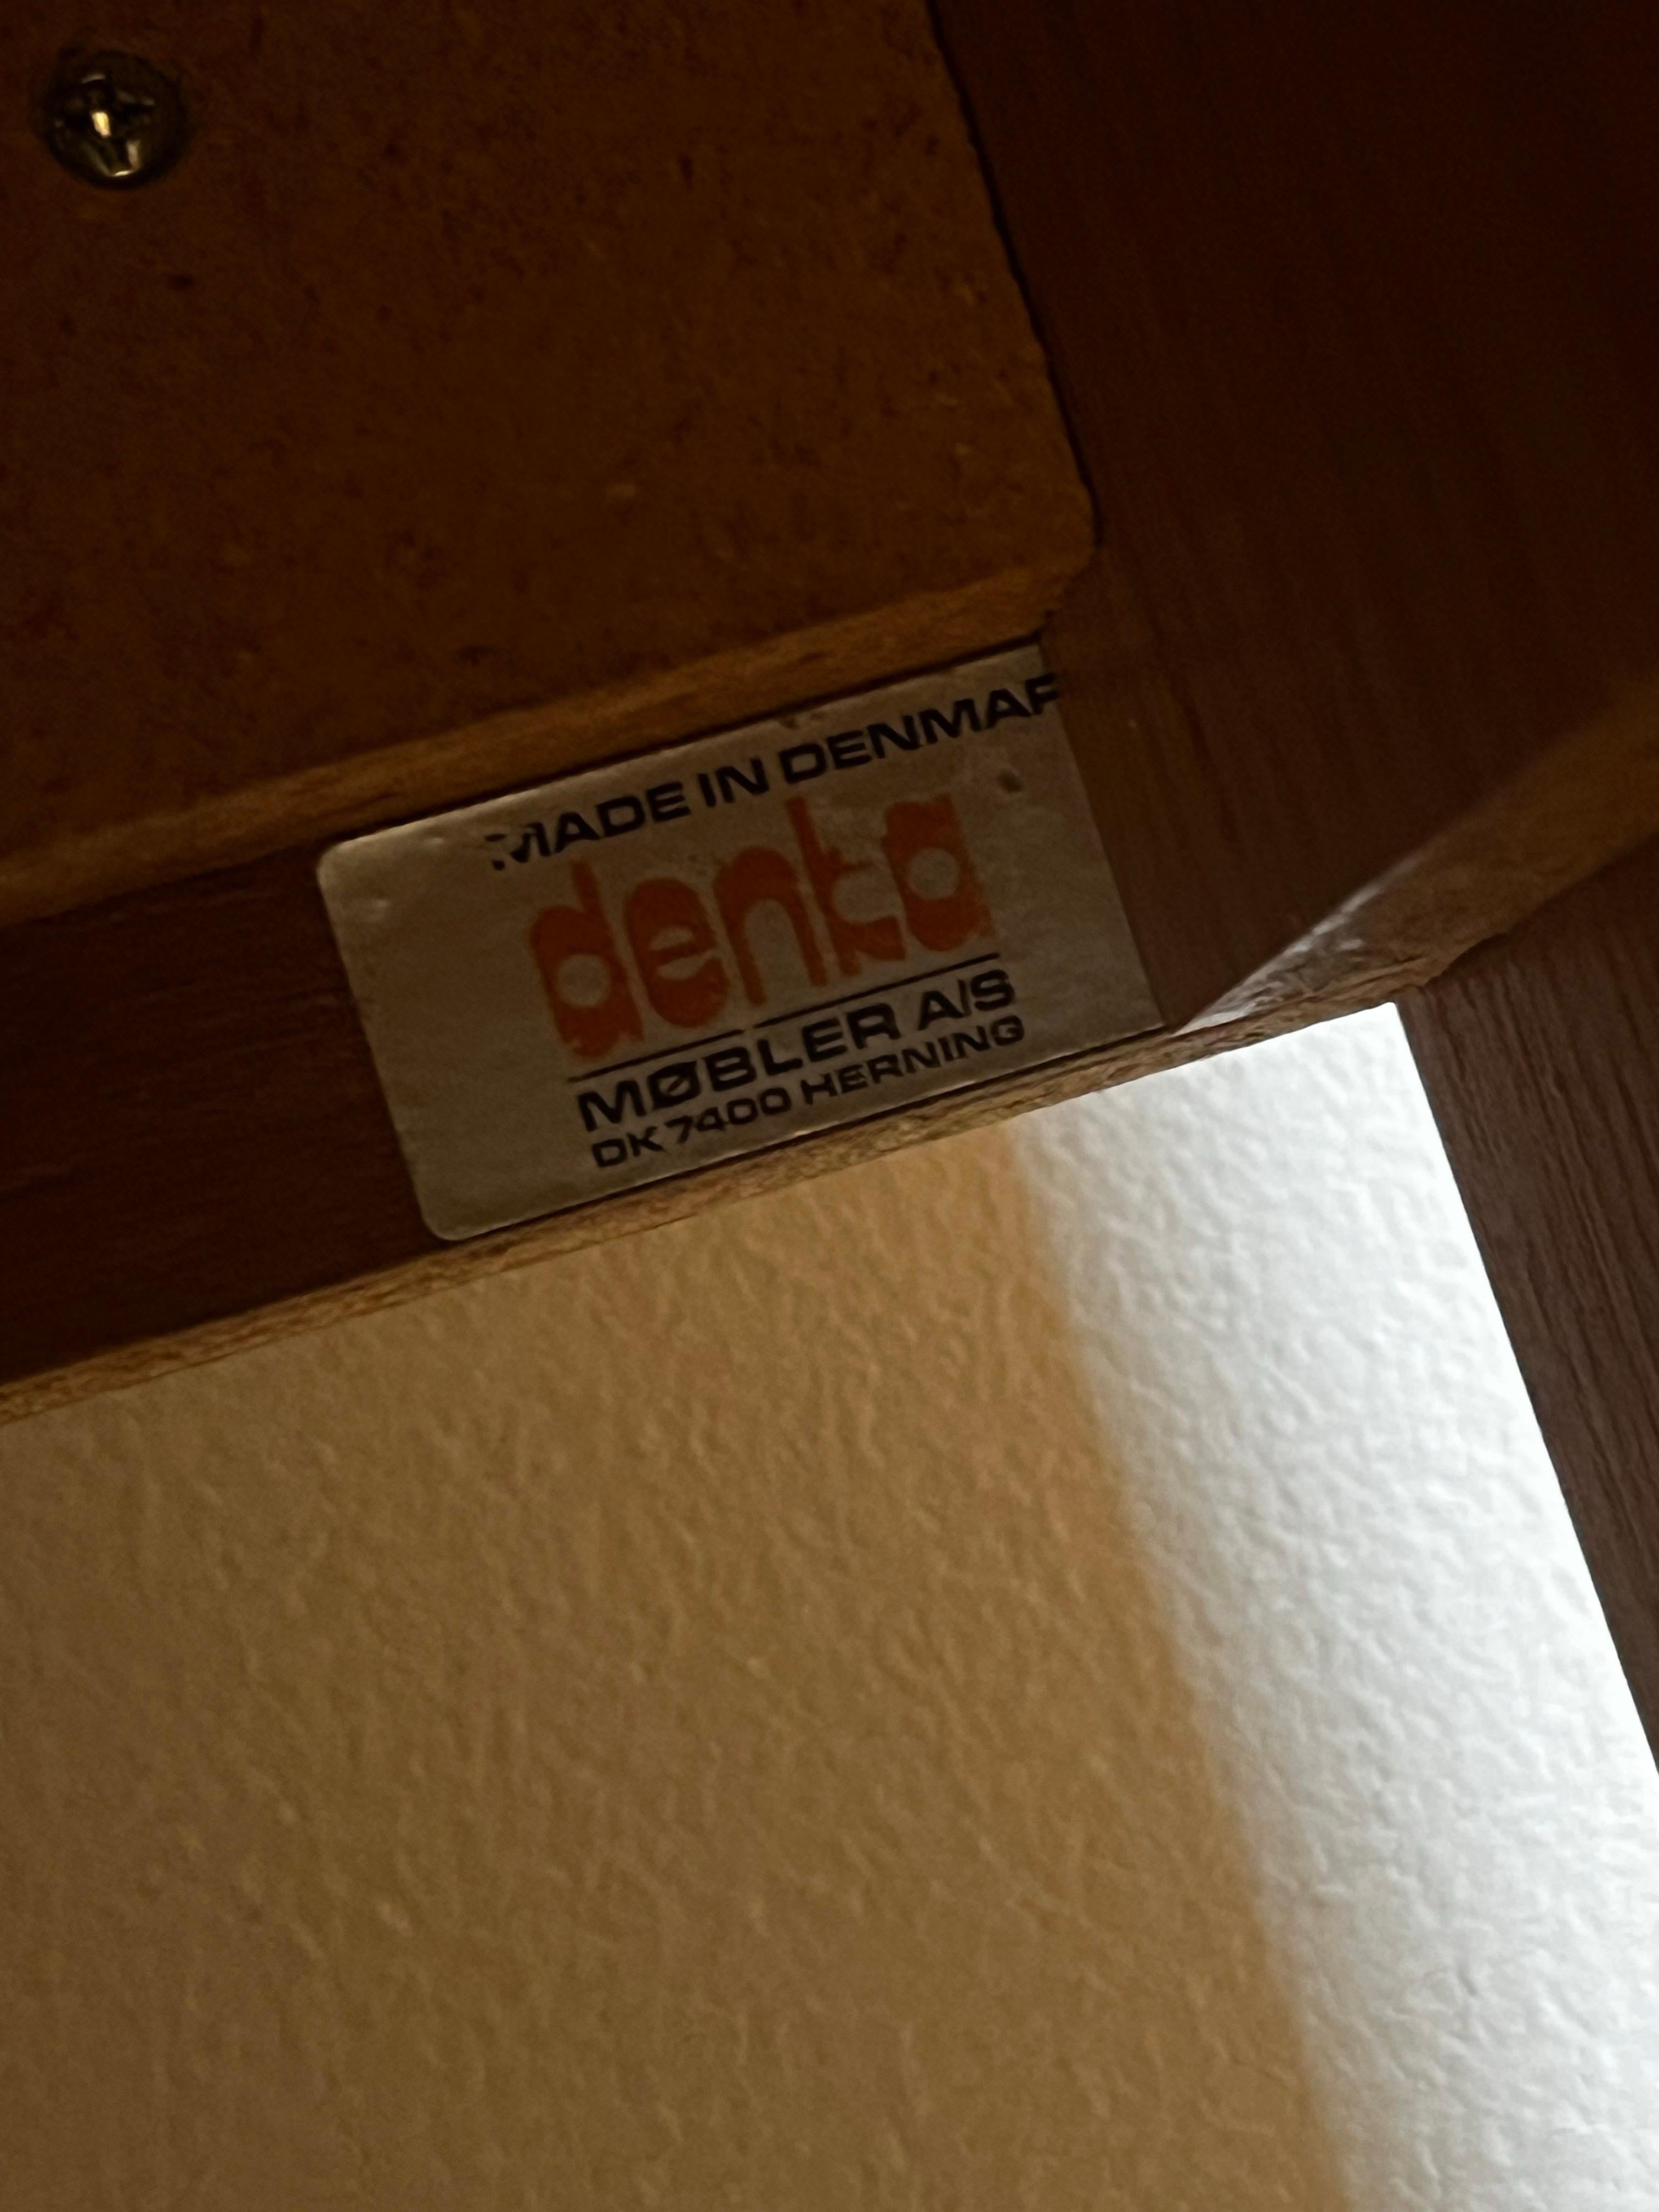 MADE IN DENMAR
denka
MØBLER A/S
DK 7400 HERNING